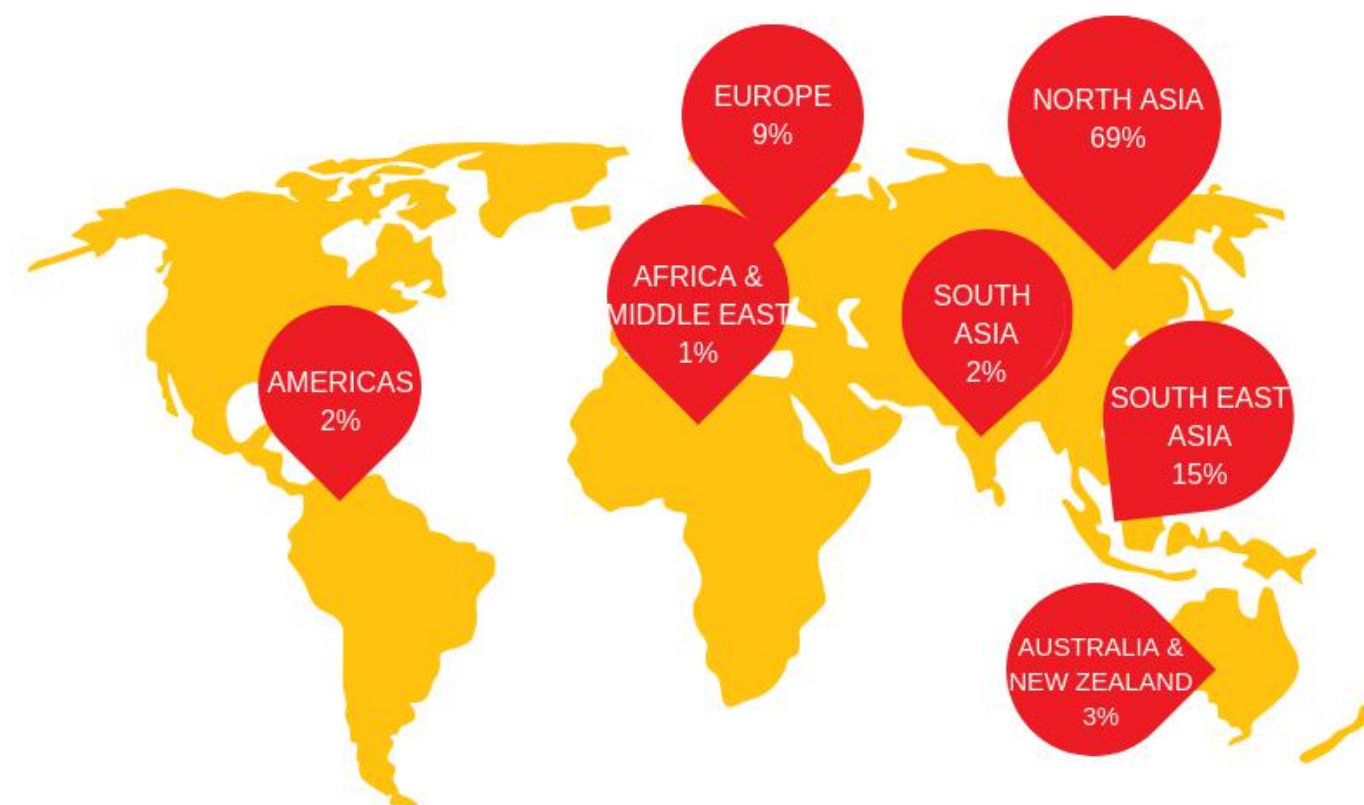 EUROPE
9%
NORTH ASIA
69%
AFRICA &
MIDDLE EAST
1%
SOUTH
ASIA
2%
AMERICAS
2%
SOUTH EAST
ASIA
15%
AUSTRALIA &
NEW ZEALAND
3%